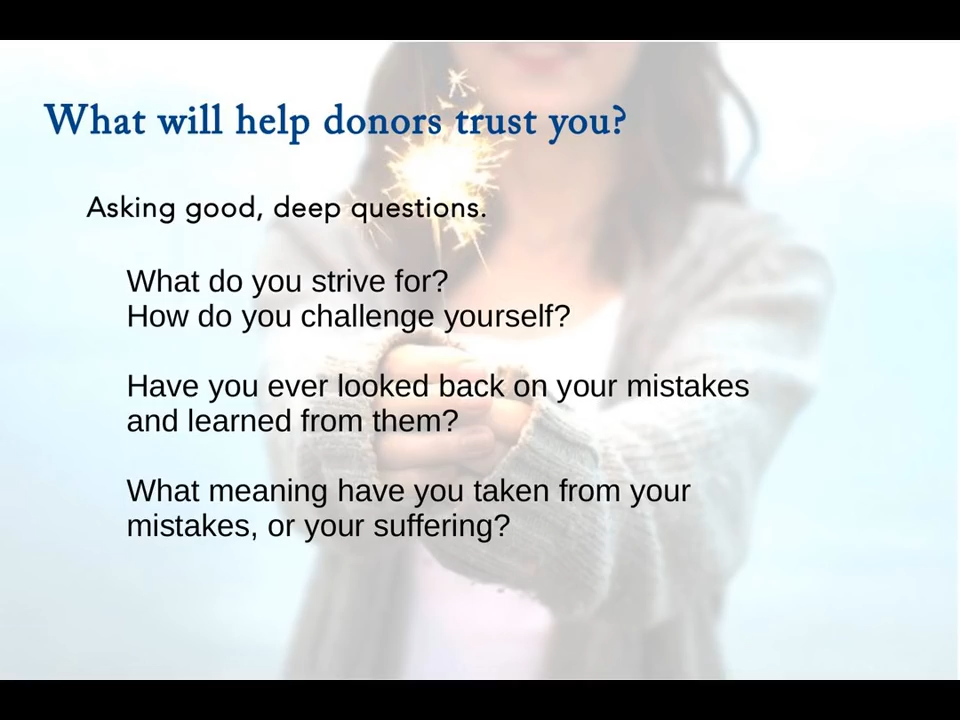 What will help donors trust you?
Asking good, deep questions.
What do you strive for?
How do you challenge yourself?
Have you ever looked back on your mistakes
and learned from them?
What meaning have you taken from your
mistakes, or your suffering?